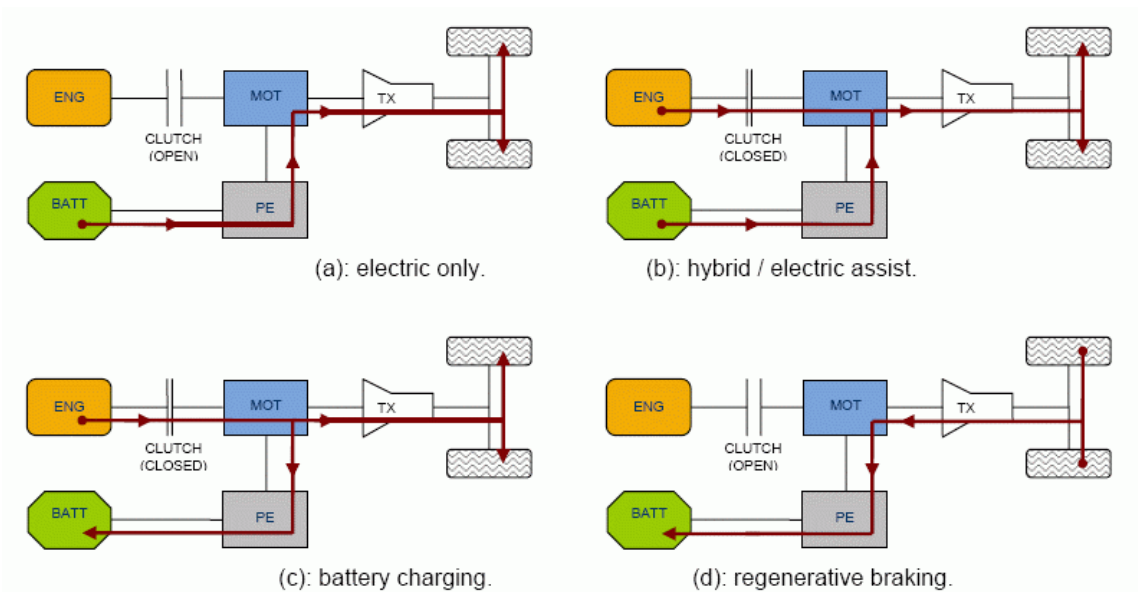 ENG
MOT
TX
CLUTCH
(OPEN)
BATT
PE
(a): electric only.
ENG
MOT
TX
CLUTCH
(CLOSED)
BATT
PE
(b): hybrid / electric assist.
ENG
MOT
TX
CLUTCH
(CLOSED)
BATT
PE
(c): battery charging.
ENG
MOT
TX
CLUTCH
(OPEN)
BATT
PE
(d): regenerative braking.